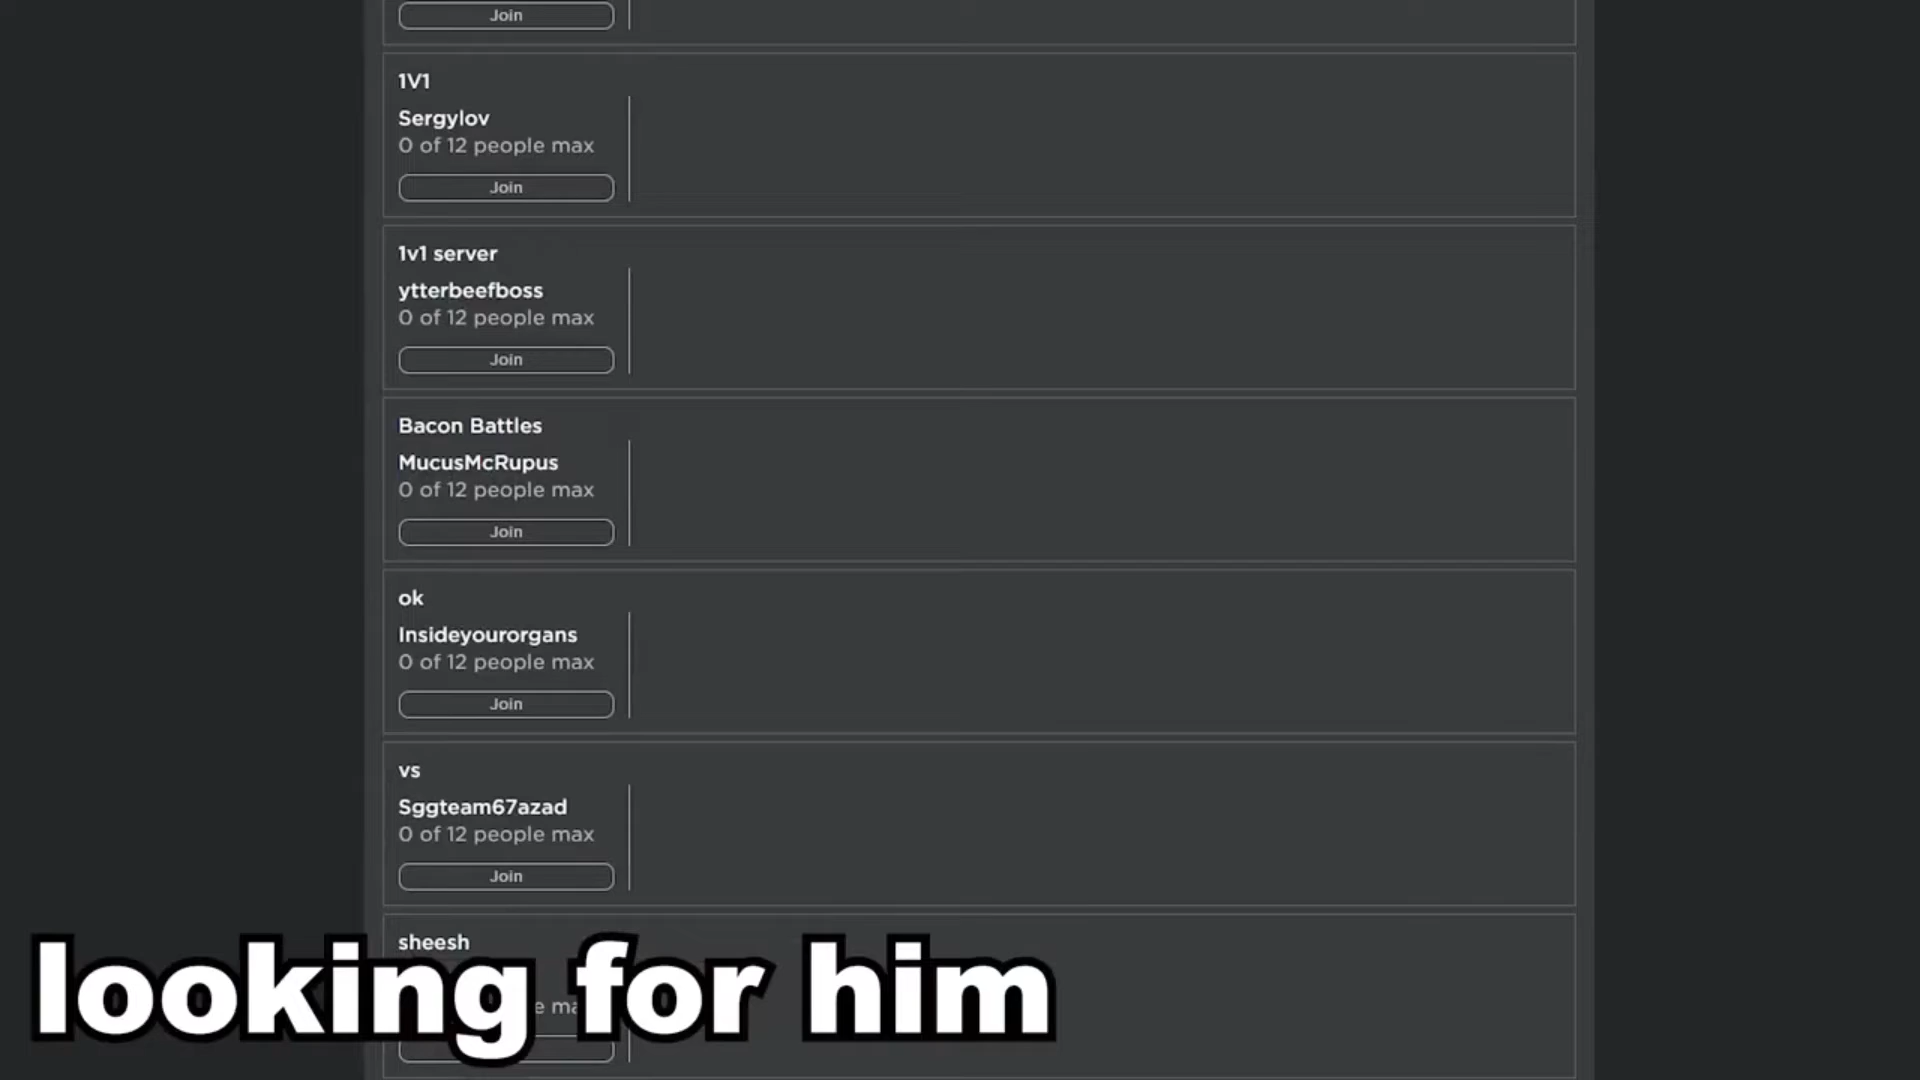 Join
1V1
Sergylov
0 of 12 people max
Join
1v1 server
ytterbeefboss
0 of 12 people max
Join
Bacon Battles
MucusMcRupus
0 of 12 people max
Join
ok
Insideyourorgans
0 of 12 people max
Join
vs
Sggteam67azad
0 of 12 people max
Join
sheesh
looking for him